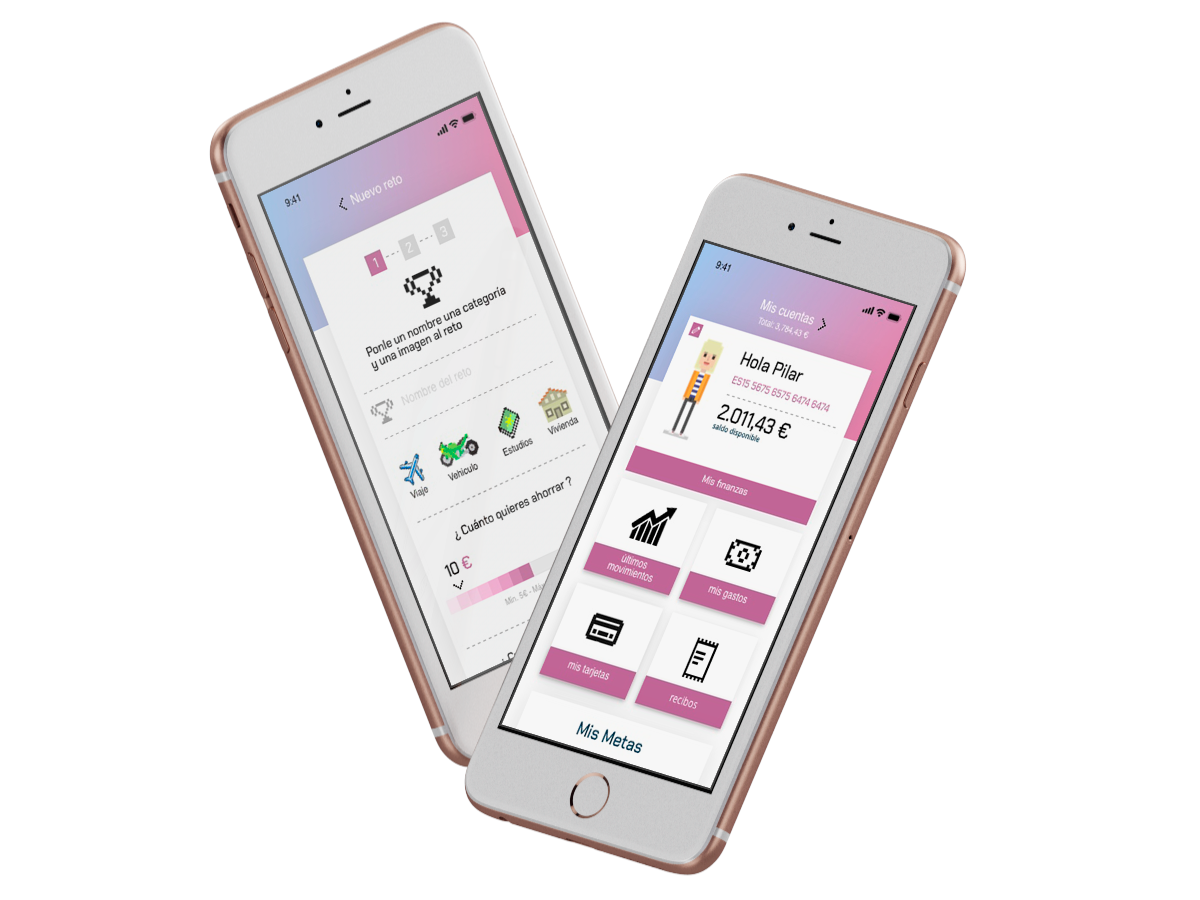 9:41
Nuevo reto
1
2
3
Ponle un nombre una categoría
y una imagen al reto
Nombre del reto
Viaje
Vehículo
Estudios
Vivienda
¿ Cuánto quieres ahorrar ?
10 €
Min. 5€ -
9:41
Mis cuentas
Total: 3,784,43 €
Hola Pilar
ES15 5675 6575 6474 6474
2.011,43 €
saldo disponible
Mis finanzas
últimos
movimientos
mis gastos
mis tarjetas
recibos
Mis Metas